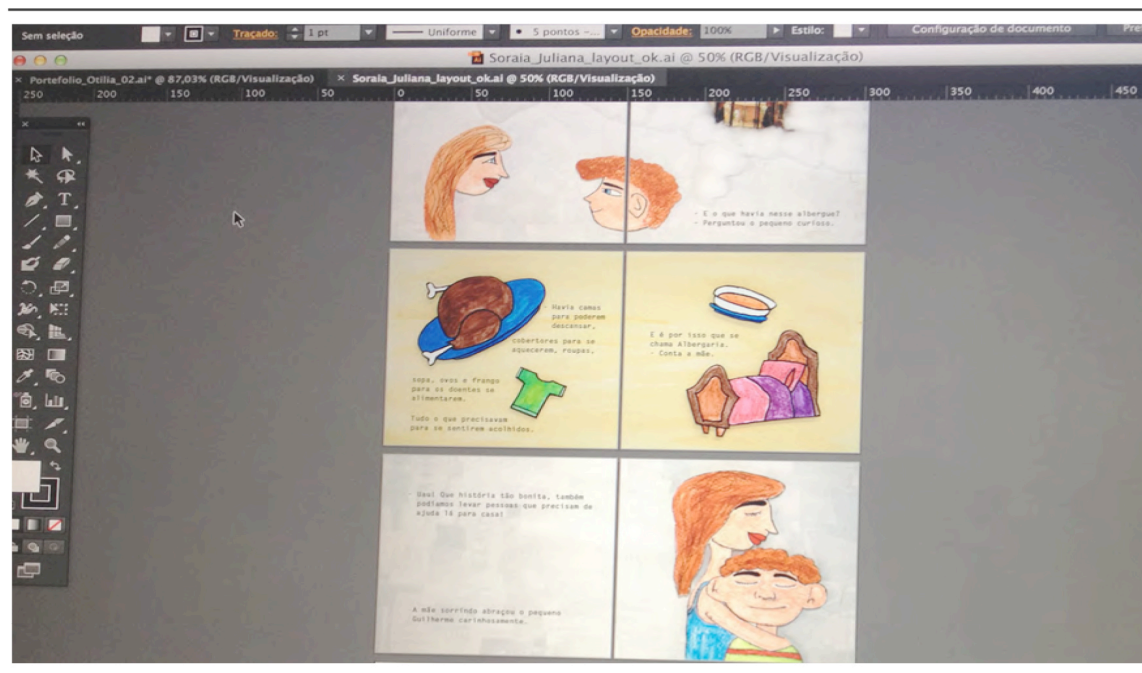 Sem seleção
Traçado: 1 pt
Uniforme
5 pontos -...
Opacidade: 100%
Estilo:
Configuração de documento
Soraia_Juliana_layout_ok.ai @ 50% (RGB/Visualização)
× Portefolio_Otilia_02.ai* @ 87,03% (RGB/Visualização)
× Soraia_Juliana_layout_ok.ai @ 50% (RGB/Visualização)
250 200 150 100 50 0 50 100 150 200 250 300 350 400 450
- E o que havia nesse albergue?
- Perguntou o pequeno curioso.
Havia camas
para poderem
descansar,
cobertores para se
aquecerem, roupas,
sopa, ovos e frango
para os doentes se
alimentarem.
Tudo o que precisavam
para se sentirem acolhidos.
E é por isso que se
chama Albergaria.
- Conta a mãe.
- Uau! Que história tão bonita, também
podíamos levar pessoas que precisam de
ajuda lá para casa!
A mãe sorrindo abraçou o pequeno
Guilherme carinhosamente.